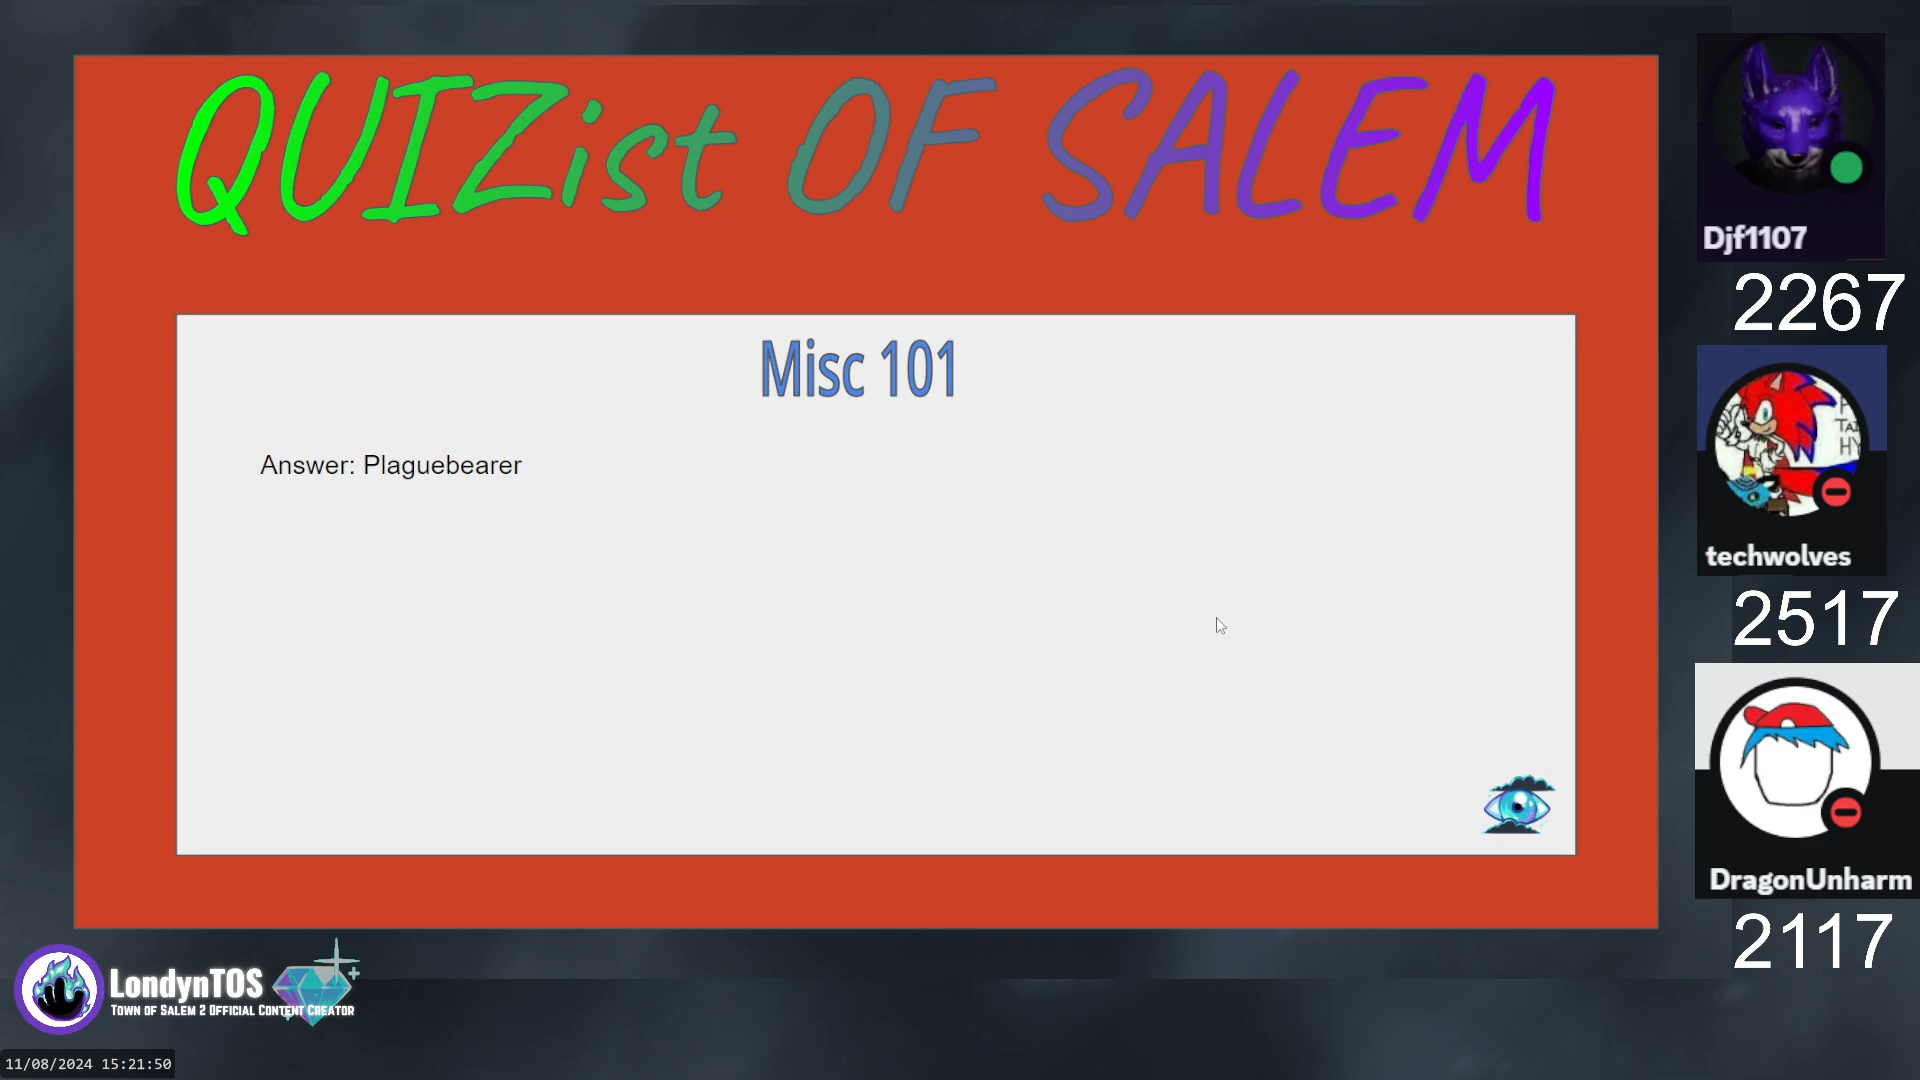 QUIZist OF SALEM
Misc 101
Answer: Plaguebearer
Djf1107
2267
techwolves
2517
DragonUnharm
2117
LondynTOS
TOWN OF SALEM 2 OFFICIAL CONTENT CREATOR
11/08/2024 15:21:50